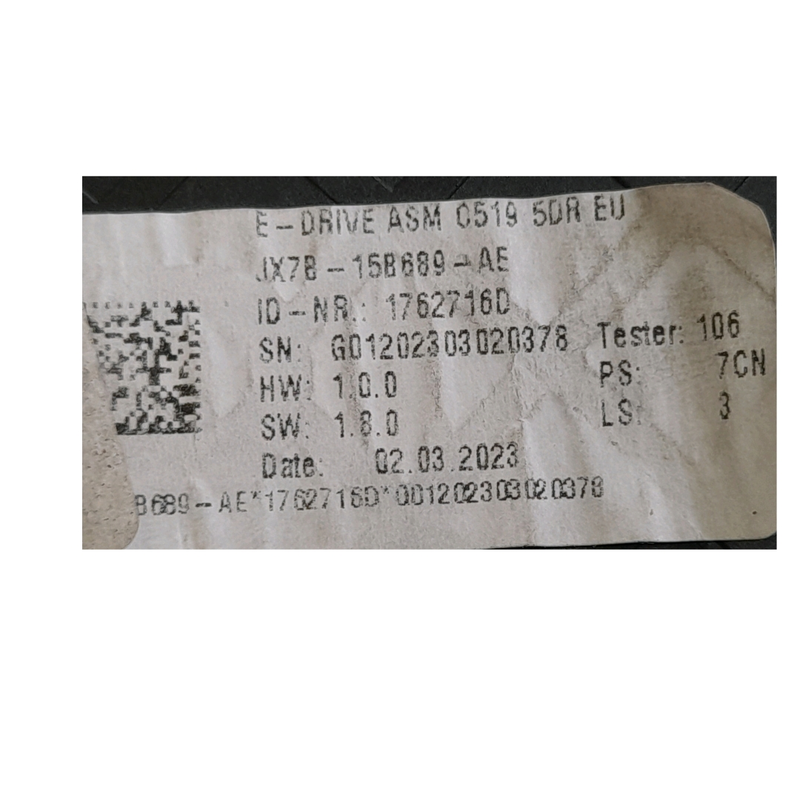 E-DRIVE ASM C519 5DR EU
JX7B-15B689-AE
ID-NR.: 1762716D
SN: G01202303020378 Tester: 106
HW: 1.0.0 PS: 7CN
SW: 1.8.0 LS: 3
Date: 02.03.2023
B689-AE*1762716D*G01202303020378